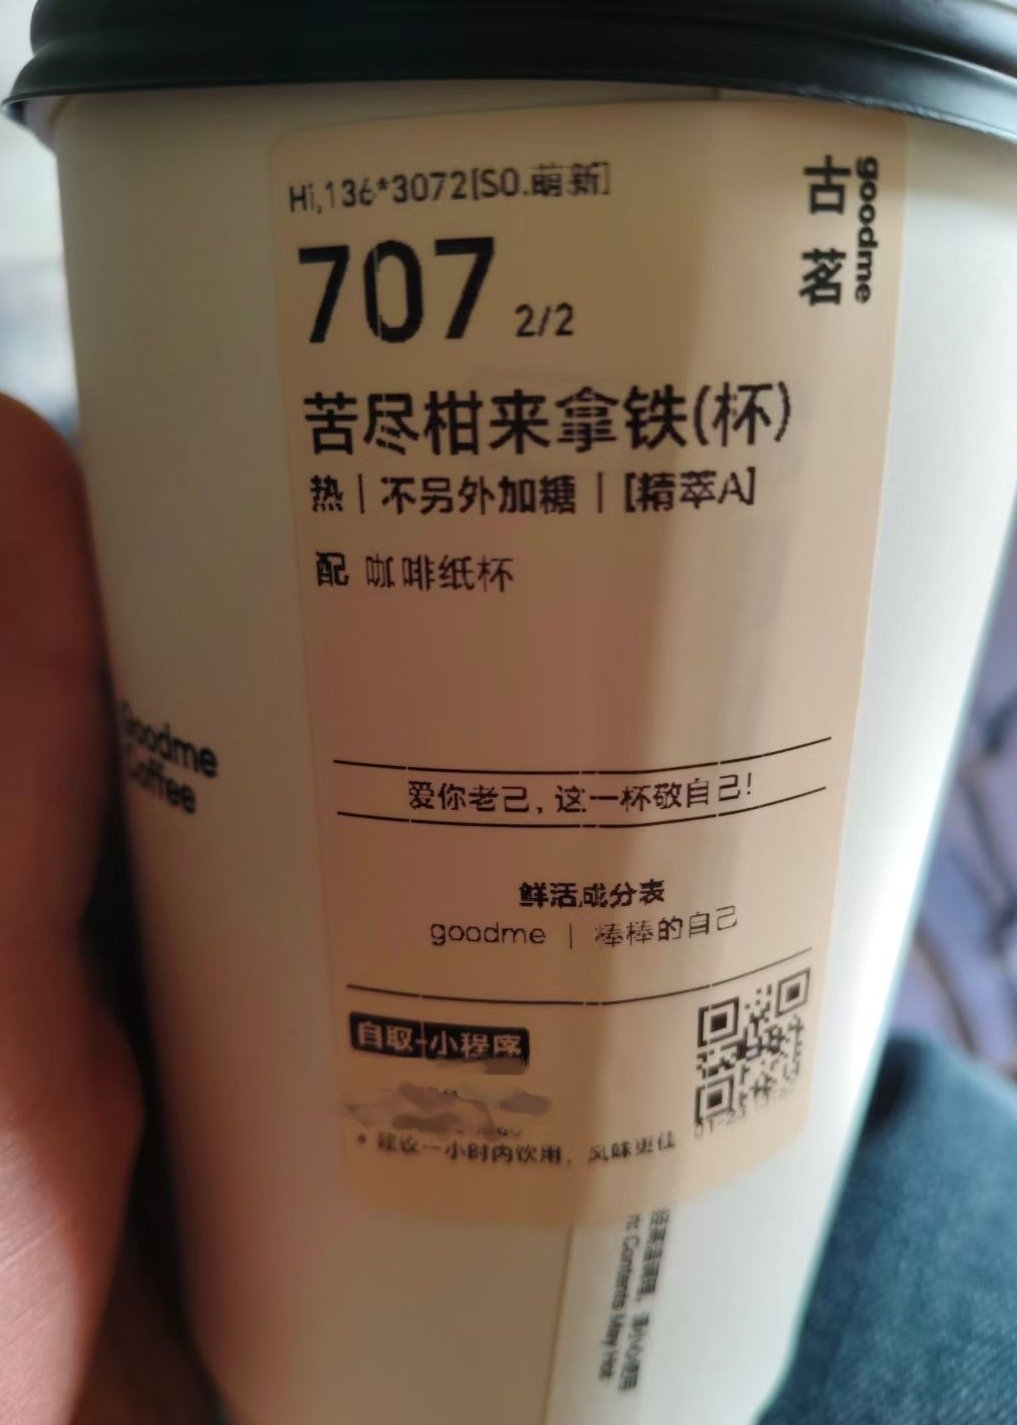 Hi,136*3072[S0.萌新]
古茗
goodme
707 2/2
苦尽柑来拿铁(杯)
热 | 不另外加糖 | [精萃A]
配 咖啡纸杯
goodme
Coffee
爱你老己, 这一杯敬自己!
鲜活成分表
goodme | 棒棒的自己
自取-小程序
* 建议一小时内饮用, 风味更佳
Contents May Hot